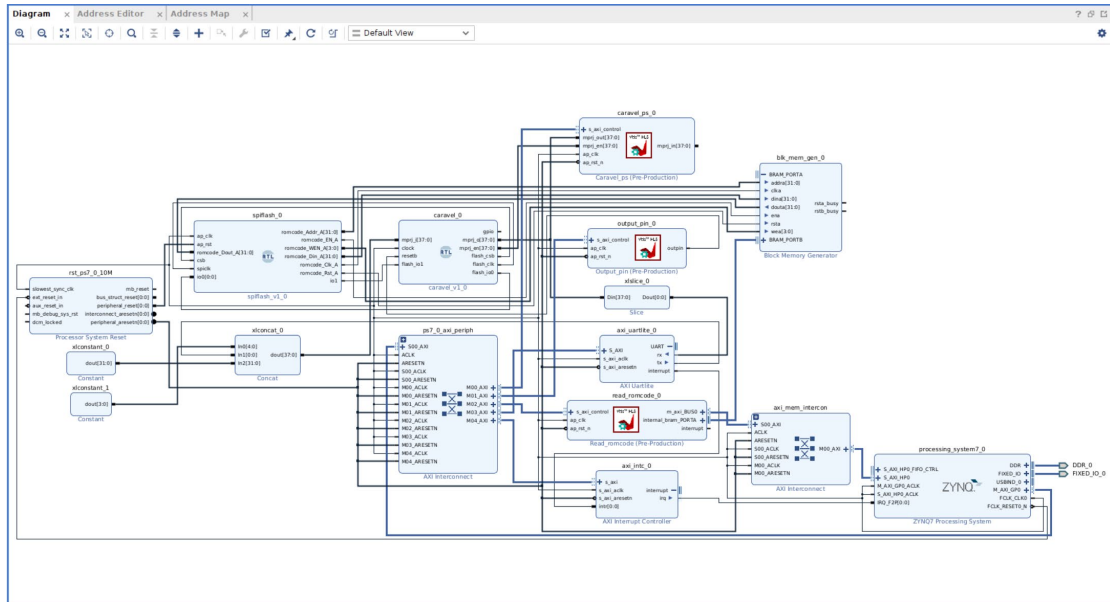 Diagram × Address Editor × Address Map ×
Default View
caravel_ps_0
s_axi_control
mprj_out[37:0]
mprj_en[37:0]
ap_clk
ap_rst_n
mprj_in[37:0]
Caravel_ps (Pre-Production)
blk_mem_gen_0
BRAM_PORTA
addra[31:0]
clka
dina[31:0]
douta[31:0]
ena
rsta
wea[3:0]
BRAM_PORTB
rsta_busy
rstb_busy
Block Memory Generator
spiflash_0
ap_clk
ap_rst
romcode_Dout_A[31:0]
csb
spiclk
io0[0:0]
RTL
romcode_Addr_A[31:0]
romcode_EN_A
romcode_WEN_A[3:0]
romcode_Din_A[31:0]
romcode_Clk_A
romcode_Rst_A
io1
spiflash_v1_0
caravel_0
mprj_i[37:0]
clock
resetb
flash_io1
RTL
gpio
mprj_o[37:0]
mprj_en[37:0]
flash_csb
flash_clk
flash_io0
caravel_v1_0
output_pin_0
s_axi_control
ap_clk
ap_rst_n
outpin
Output_pin (Pre-Production)
xlslice_0
Din[37:0] Dout[0:0]
Slice
rst_ps7_0_10M
slowest_sync_clk
ext_reset_in
aux_reset_in
mb_debug_sys_rst
dcm_locked
mb_reset
bus_struct_reset[0:0]
peripheral_reset[0:0]
interconnect_aresetn[0:0]
peripheral_aresetn[0:0]
Processor System Reset
xlconstant_0
dout[31:0]
Constant
xlconstant_1
dout[3:0]
Constant
xlconcat_0
In0[4:0]
In1[0:0]
In2[31:0]
dout[37:0]
Concat
ps7_0_axi_periph
S00_AXI
ACLK
ARESETN
S00_ACLK
S00_ARESETN
M00_ACLK
M00_ARESETN
M01_ACLK
M01_ARESETN
M02_ACLK
M02_ARESETN
M03_ACLK
M03_ARESETN
M04_ACLK
M04_ARESETN
M00_AXI
M01_AXI
M02_AXI
M03_AXI
M04_AXI
AXI Interconnect
axi_uartlite_0
S_AXI
s_axi_aclk
s_axi_aresetn
UART
rx
tx
interrupt
AXI Uartlite
read_romcode_0
s_axi_control
ap_clk
ap_rst_n
m_axi_BUS0
internal_bram_PORTA
interrupt
Read_romcode (Pre-Production)
axi_intc_0
s_axi
s_axi_aclk
s_axi_aresetn
intr[0:0]
interrupt
irq
AXI Interrupt Controller
axi_mem_intercon
S00_AXI
ACLK
ARESETN
S00_ACLK
S00_ARESETN
M00_ACLK
M00_ARESETN
M00_AXI
AXI Interconnect
processing_system7_0
S_AXI_HP0_FIFO_CTRL
S_AXI_HP0
M_AXI_GP0_ACLK
S_AXI_HP0_ACLK
IRQ_F2P[0:0]
ZYNQ
DDR
FIXED_IO
USBIND_0
M_AXI_GP0
FCLK_CLK0
FCLK_RESET0_N
ZYNQ7 Processing System
DDR_0
FIXED_IO_0